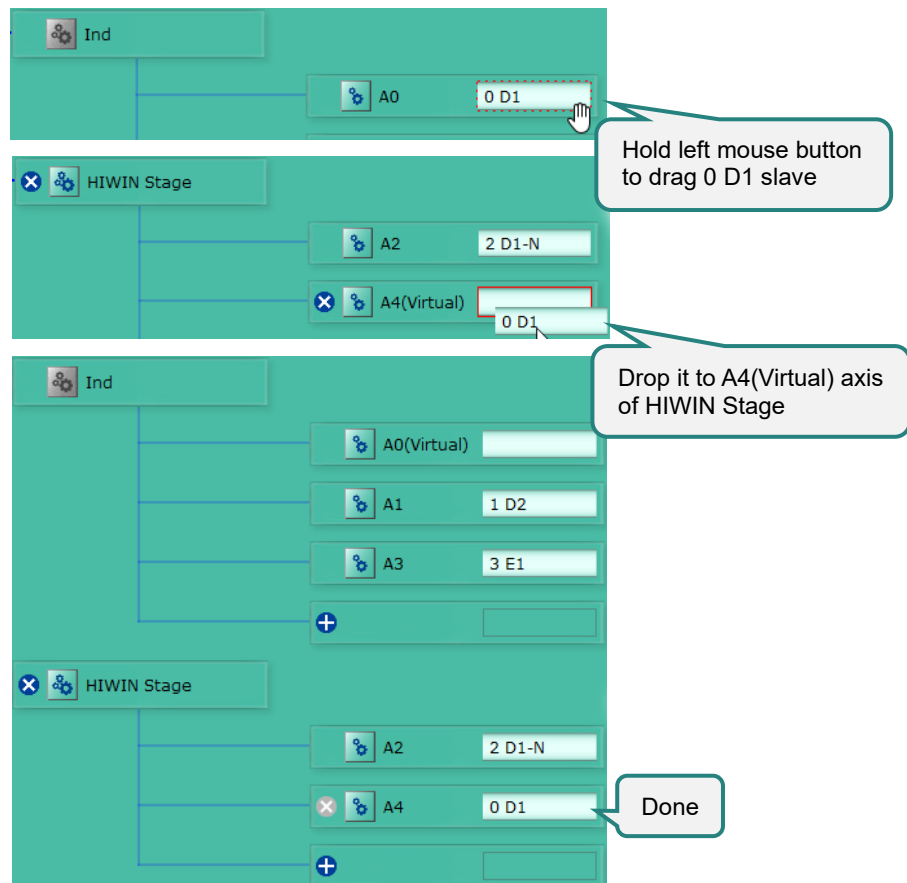 Ind
A0 0 D1
Hold left mouse button
to drag 0 D1 slave
HIWIN Stage
A2 2 D1-N
A4(Virtual)
0 D1
Drop it to A4(Virtual) axis
of HIWIN Stage
Ind
A0(Virtual)
A1 1 D2
A3 3 E1
HIWIN Stage
A2 2 D1-N
A4 0 D1
Done